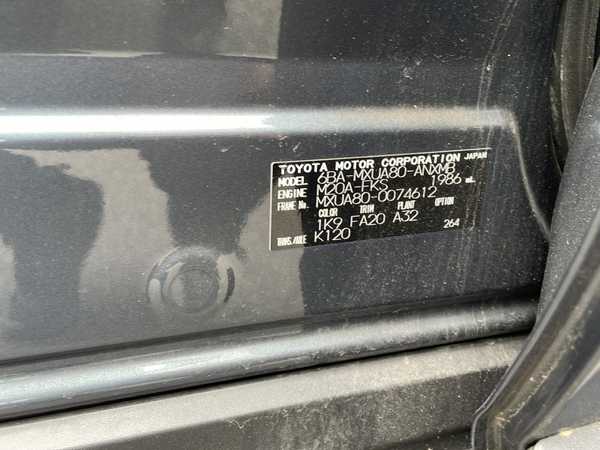 TOYOTA MOTOR CORPORATION JAPAN
MODEL 6BA-MXUA80-ANXMB
ENGINE M20A-FKS 1986 mL
FRAME No. MXUA80-0074612
COLOR TRIM PLANT OPTION
1K9 FA20 A32 264
TRANS./AXLE K120